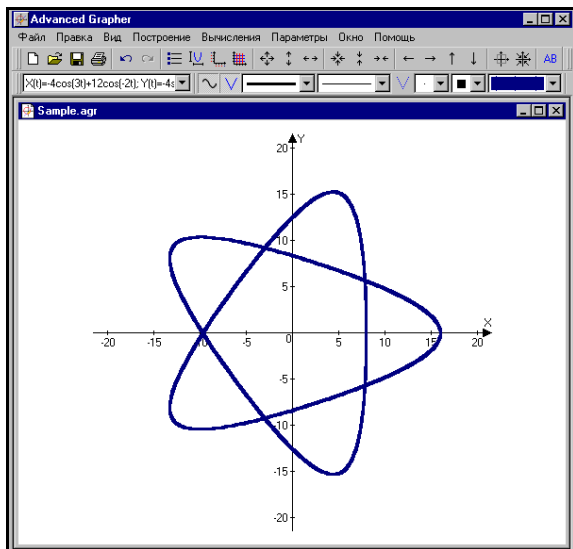 Advanced Grapher
Файл Правка Вид Построение Вычисления Параметры Окно Помощь
AB
X(t)=-4cos(3t)+12cos(-2t); Y(t)=-4s
Sample.agr
Y
20
15
10
5
X
-20 -15 -10 -5 0 5 10 15 20
-5
-10
-15
-20